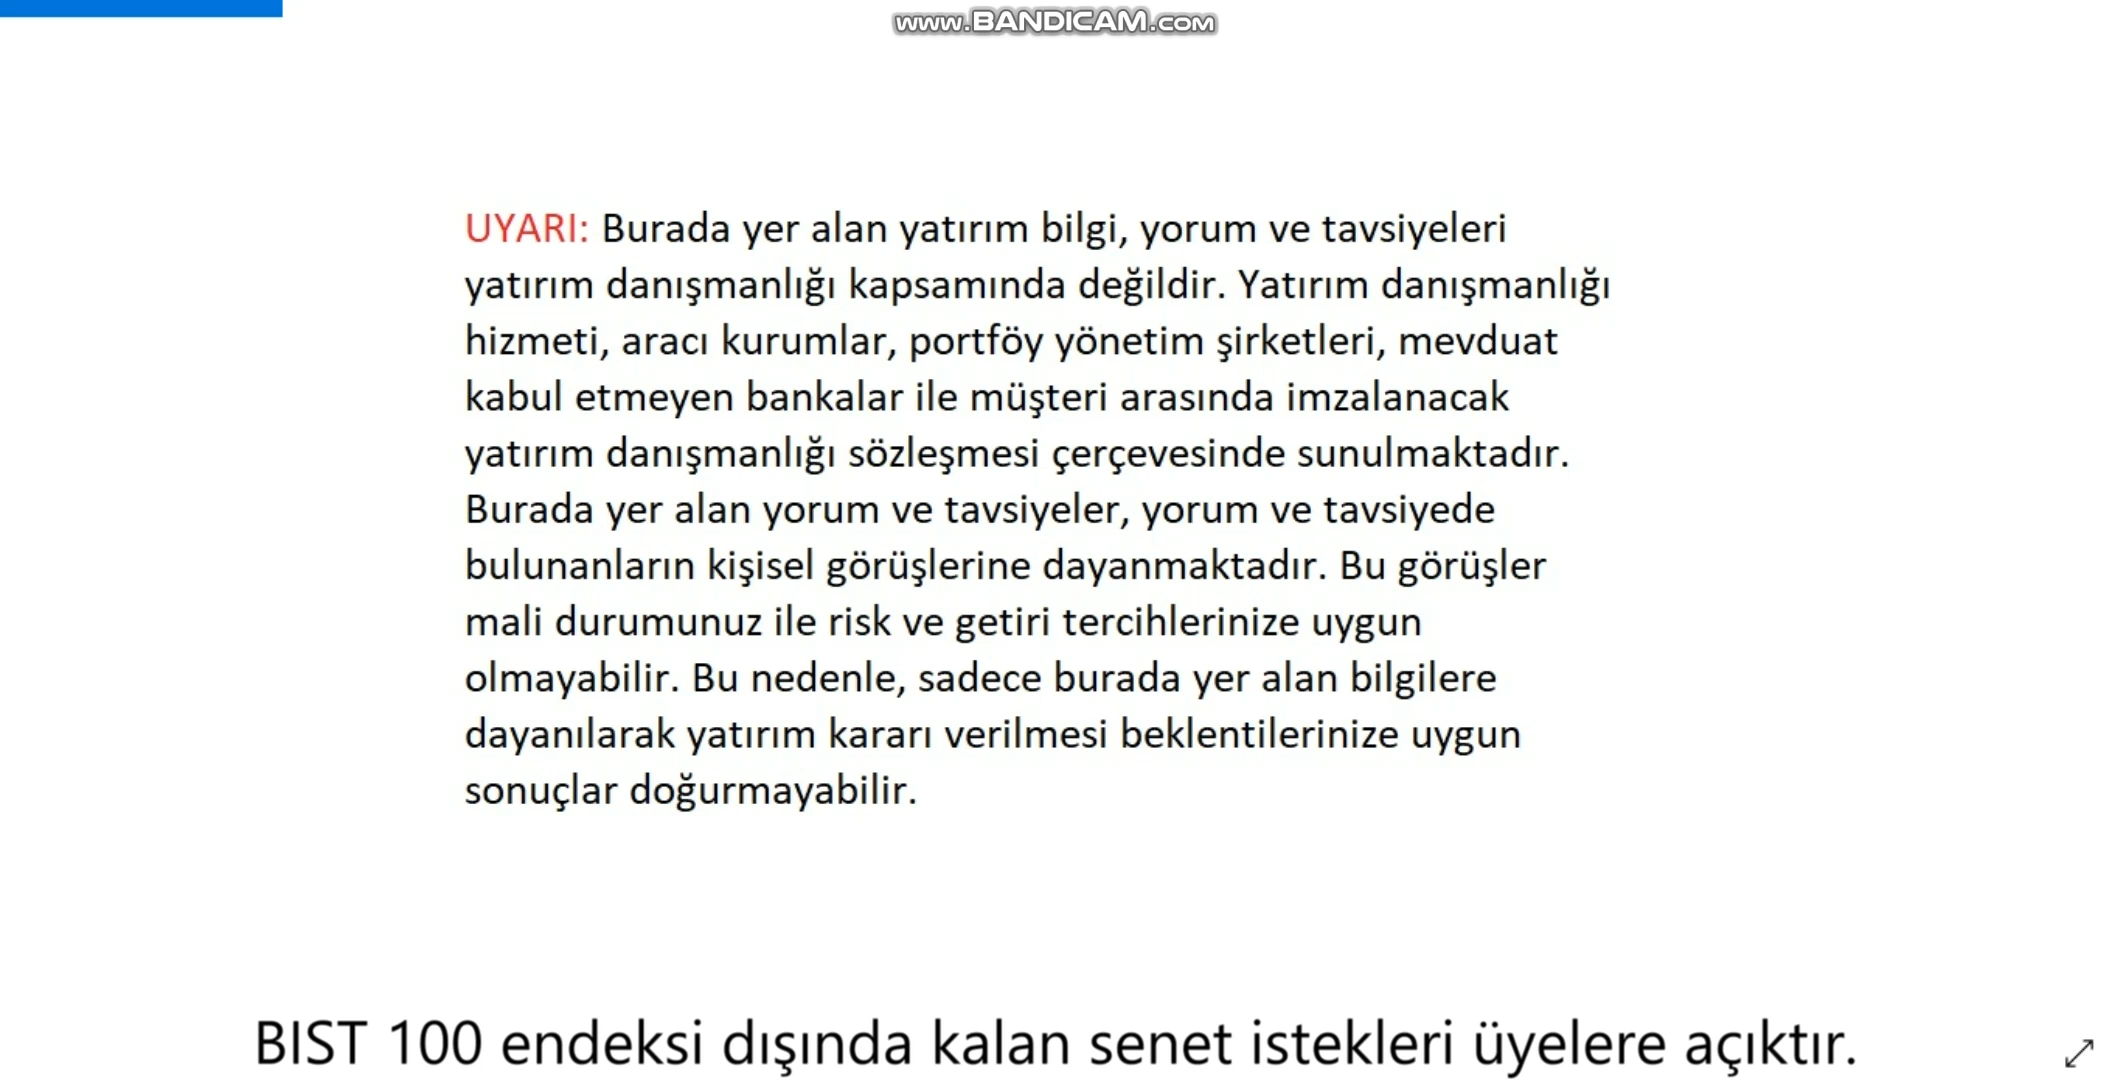 www.BANDICAM.com
UYARI: Burada yer alan yatırım bilgi, yorum ve tavsiyeleri
yatırım danışmanlığı kapsamında değildir. Yatırım danışmanlığı
hizmeti, aracı kurumlar, portföy yönetim şirketleri, mevduat
kabul etmeyen bankalar ile müşteri arasında imzalanacak
yatırım danışmanlığı sözleşmesi çerçevesinde sunulmaktadır.
Burada yer alan yorum ve tavsiyeler, yorum ve tavsiyede
bulunanların kişisel görüşlerine dayanmaktadır. Bu görüşler
mali durumunuz ile risk ve getiri tercihlerinize uygun
olmayabilir. Bu nedenle, sadece burada yer alan bilgilere
dayanılarak yatırım kararı verilmesi beklentilerinize uygun
sonuçlar doğurmayabilir.
BIST 100 endeksi dışında kalan senet istekleri üyelere açıktır.